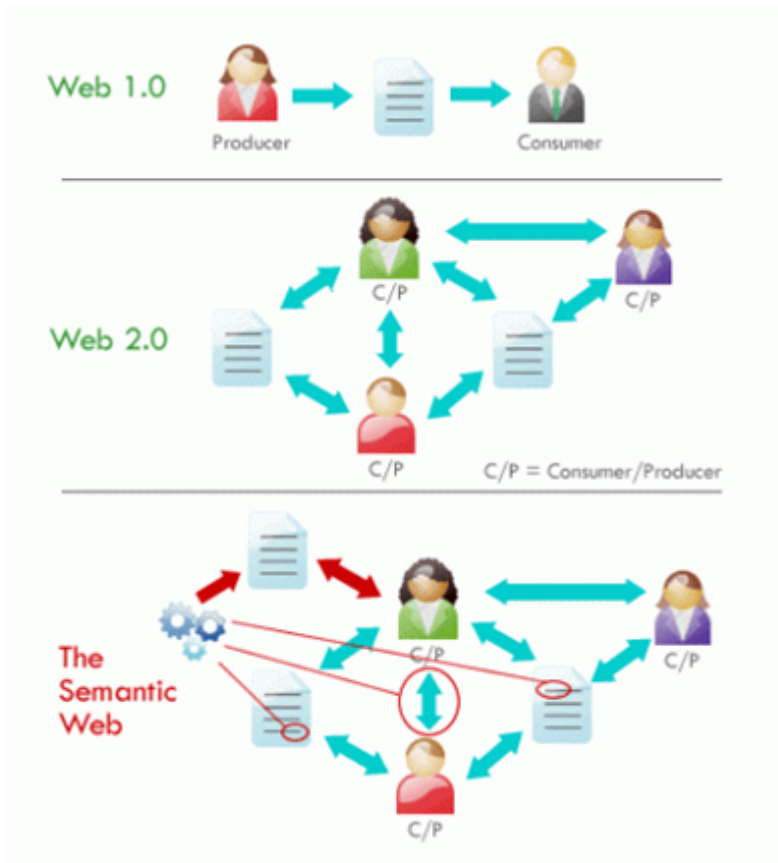 Web 1.0
Producer
Consumer
C/P
C/P
Web 2.0
C/P
C/P = Consumer/Producer
C/P
The
Semantic
Web
C/P
C/P